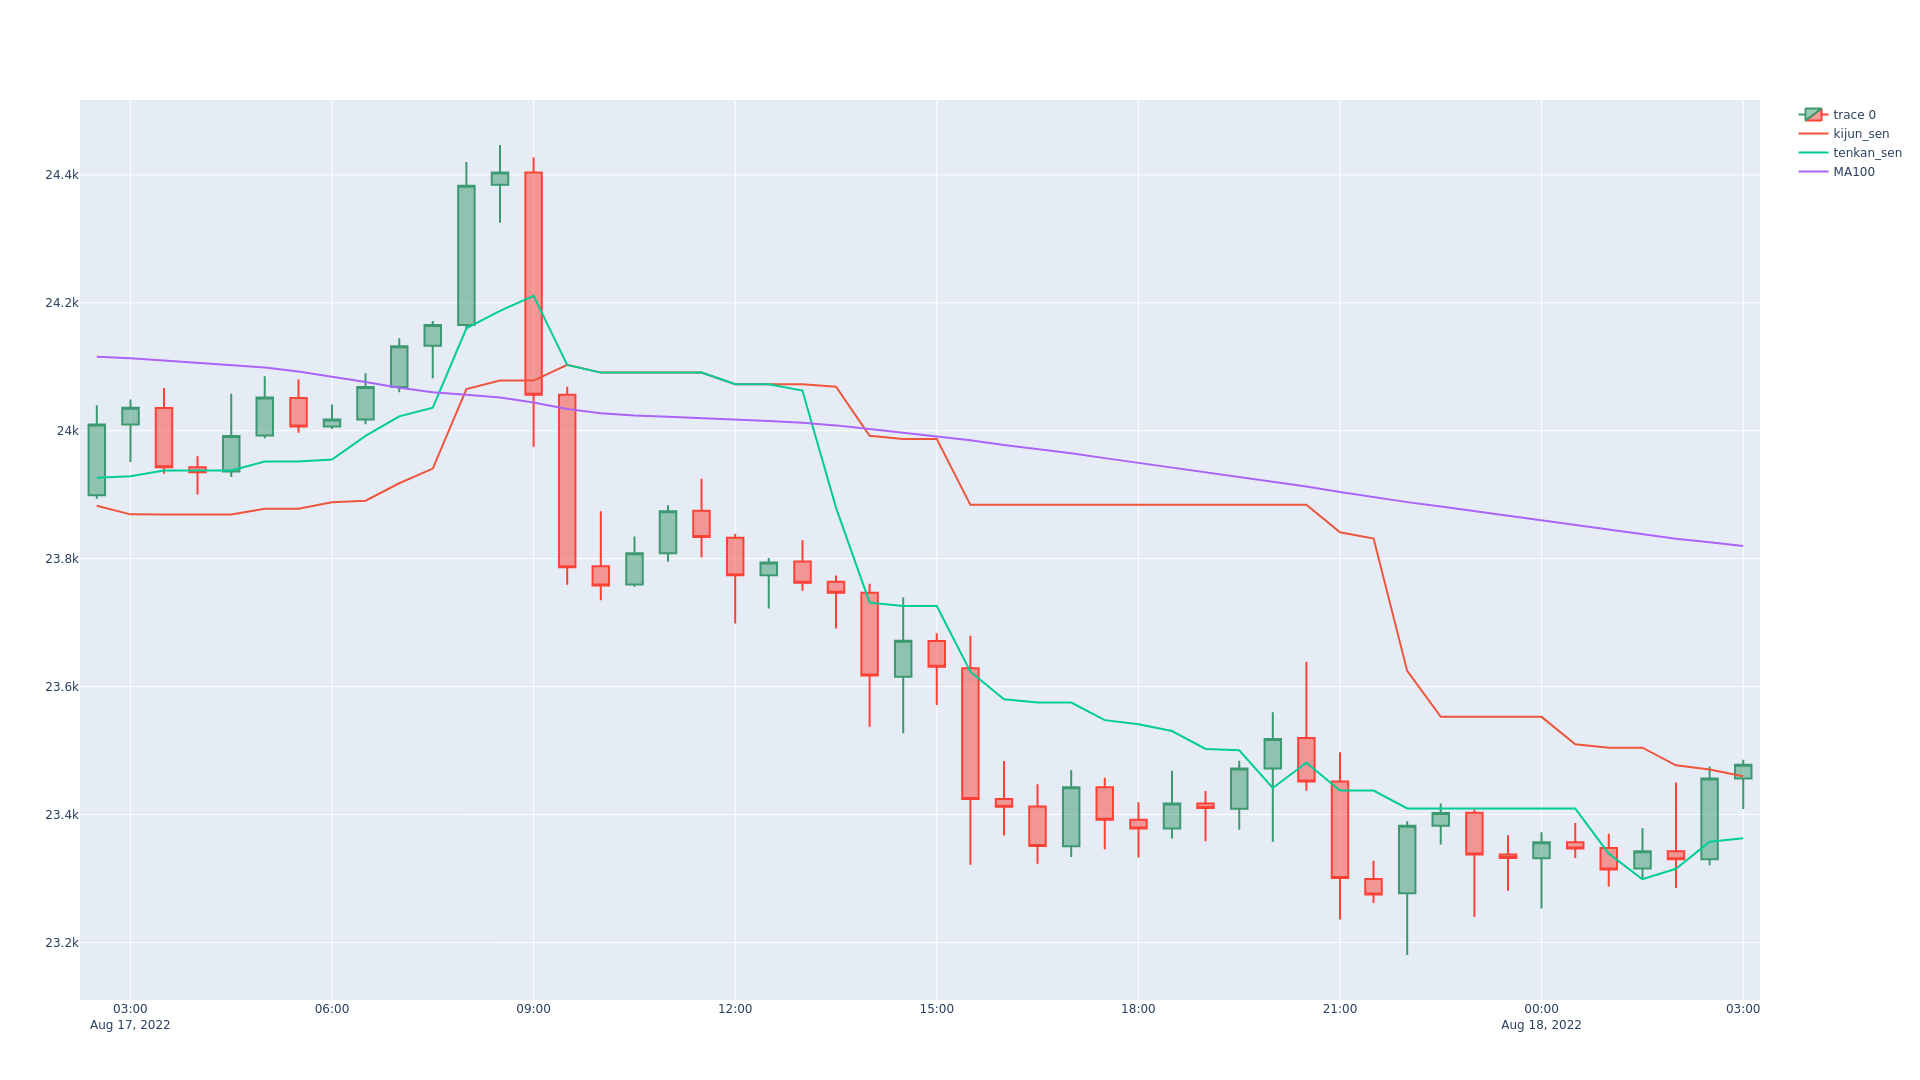 trace 0
kijun_sen
tenkan_sen
MA100
24.4k
24.2k
24k
23.8k
23.6k
23.4k
23.2k
03:00 06:00 09:00 12:00 15:00 18:00 21:00 00:00 03:00
Aug 17, 2022 Aug 18, 2022